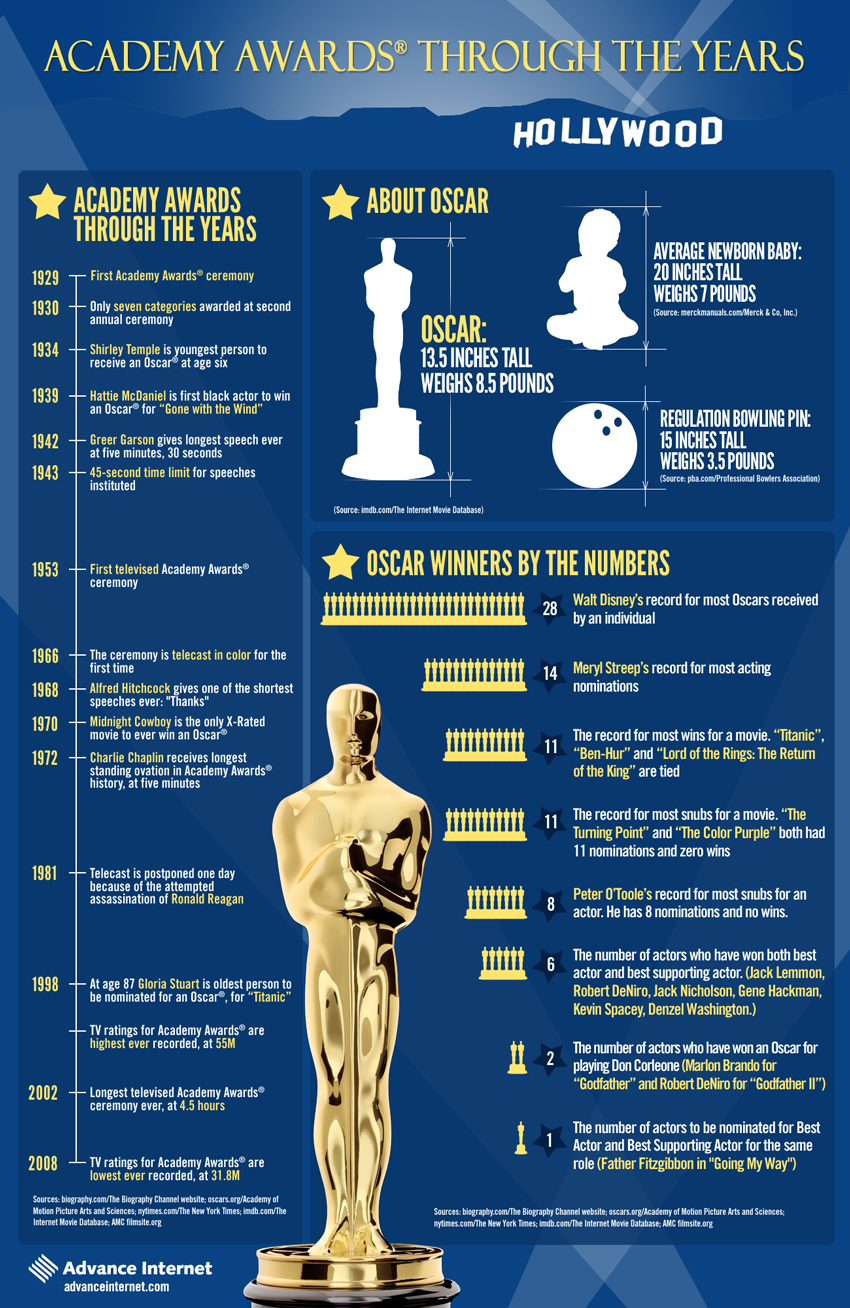 ACADEMY AWARDS® THROUGH THE YEARS
HOLLYWOOD
ACADEMY AWARDS
THROUGH THE YEARS
1929
First Academy Awards® ceremony
1930
Only seven categories awarded at second
annual ceremony
1934
Shirley Temple is youngest person to
receive an Oscar® at age six
1939
Hattie McDaniel is first black actor to win
an Oscar® for “Gone with the Wind”
1942
Greer Garson gives longest speech ever
at five minutes, 30 seconds
1943
45-second time limit for speeches
instituted
1953
First televised Academy Awards®
ceremony
1966
The ceremony is telecast in color for the
first time
1968
Alfred Hitchcock gives one of the shortest
speeches ever: "Thanks"
1970
Midnight Cowboy is the only X-Rated
movie to ever win an Oscar®
1972
Charlie Chaplin receives longest
standing ovation in Academy Awards®
history, at five minutes
1981
Telecast is postponed one day
because of the attempted
assassination of Ronald Reagan
1998
At age 87 Gloria Stuart is oldest person to
be nominated for an Oscar®, for “Titanic”
TV ratings for Academy Awards® are
highest ever recorded, at 55M
2002
Longest televised Academy Awards®
ceremony ever, at 4.5 hours
2008
TV ratings for Academy Awards® are
lowest ever recorded, at 31.8M
Sources: biography.com/The Biography Channel website; oscars.org/Academy of
Motion Picture Arts and Sciences; nytimes.com/The New York Times; imdb.com/The
Internet Movie Database; AMC filmsite.org
ABOUT OSCAR
OSCAR:
13.5 INCHES TALL
WEIGHS 8.5 POUNDS
(Source: imdb.com/The Internet Movie Database)
AVERAGE NEWBORN BABY:
20 INCHES TALL
WEIGHS 7 POUNDS
(Source: merckmanuals.com/Merck & Co, Inc.)
REGULATION BOWLING PIN:
15 INCHES TALL
WEIGHS 3.5 POUNDS
(Source: pba.com/Professional Bowlers Association)
OSCAR WINNERS BY THE NUMBERS
28
Walt Disney’s record for most Oscars received
by an individual
14
Meryl Streep’s record for most acting
nominations
11
The record for most wins for a movie. “Titanic”,
“Ben-Hur” and “Lord of the Rings: The Return
of the King” are tied
11
The record for most snubs for a movie. “The
Turning Point” and “The Color Purple” both had
11 nominations and zero wins
8
Peter O’Toole’s record for most snubs for an
actor. He has 8 nominations and no wins.
6
The number of actors who have won both best
actor and best supporting actor. (Jack Lemmon,
Robert DeNiro, Jack Nicholson, Gene Hackman,
Kevin Spacey, Denzel Washington.)
2
The number of actors who have won an Oscar for
playing Don Corleone (Marlon Brando for
“Godfather” and Robert DeNiro for “Godfather II”)
1
The number of actors to be nominated for Best
Actor and Best Supporting Actor for the same
role (Father Fitzgibbon in "Going My Way")
Sources: biography.com/The Biography Channel website; oscars.org/Academy of Motion Picture Arts and Sciences;
nytimes.com/The New York Times; imdb.com/The Internet Movie Database; AMC filmsite.org
Advance Internet
advanceinternet.com